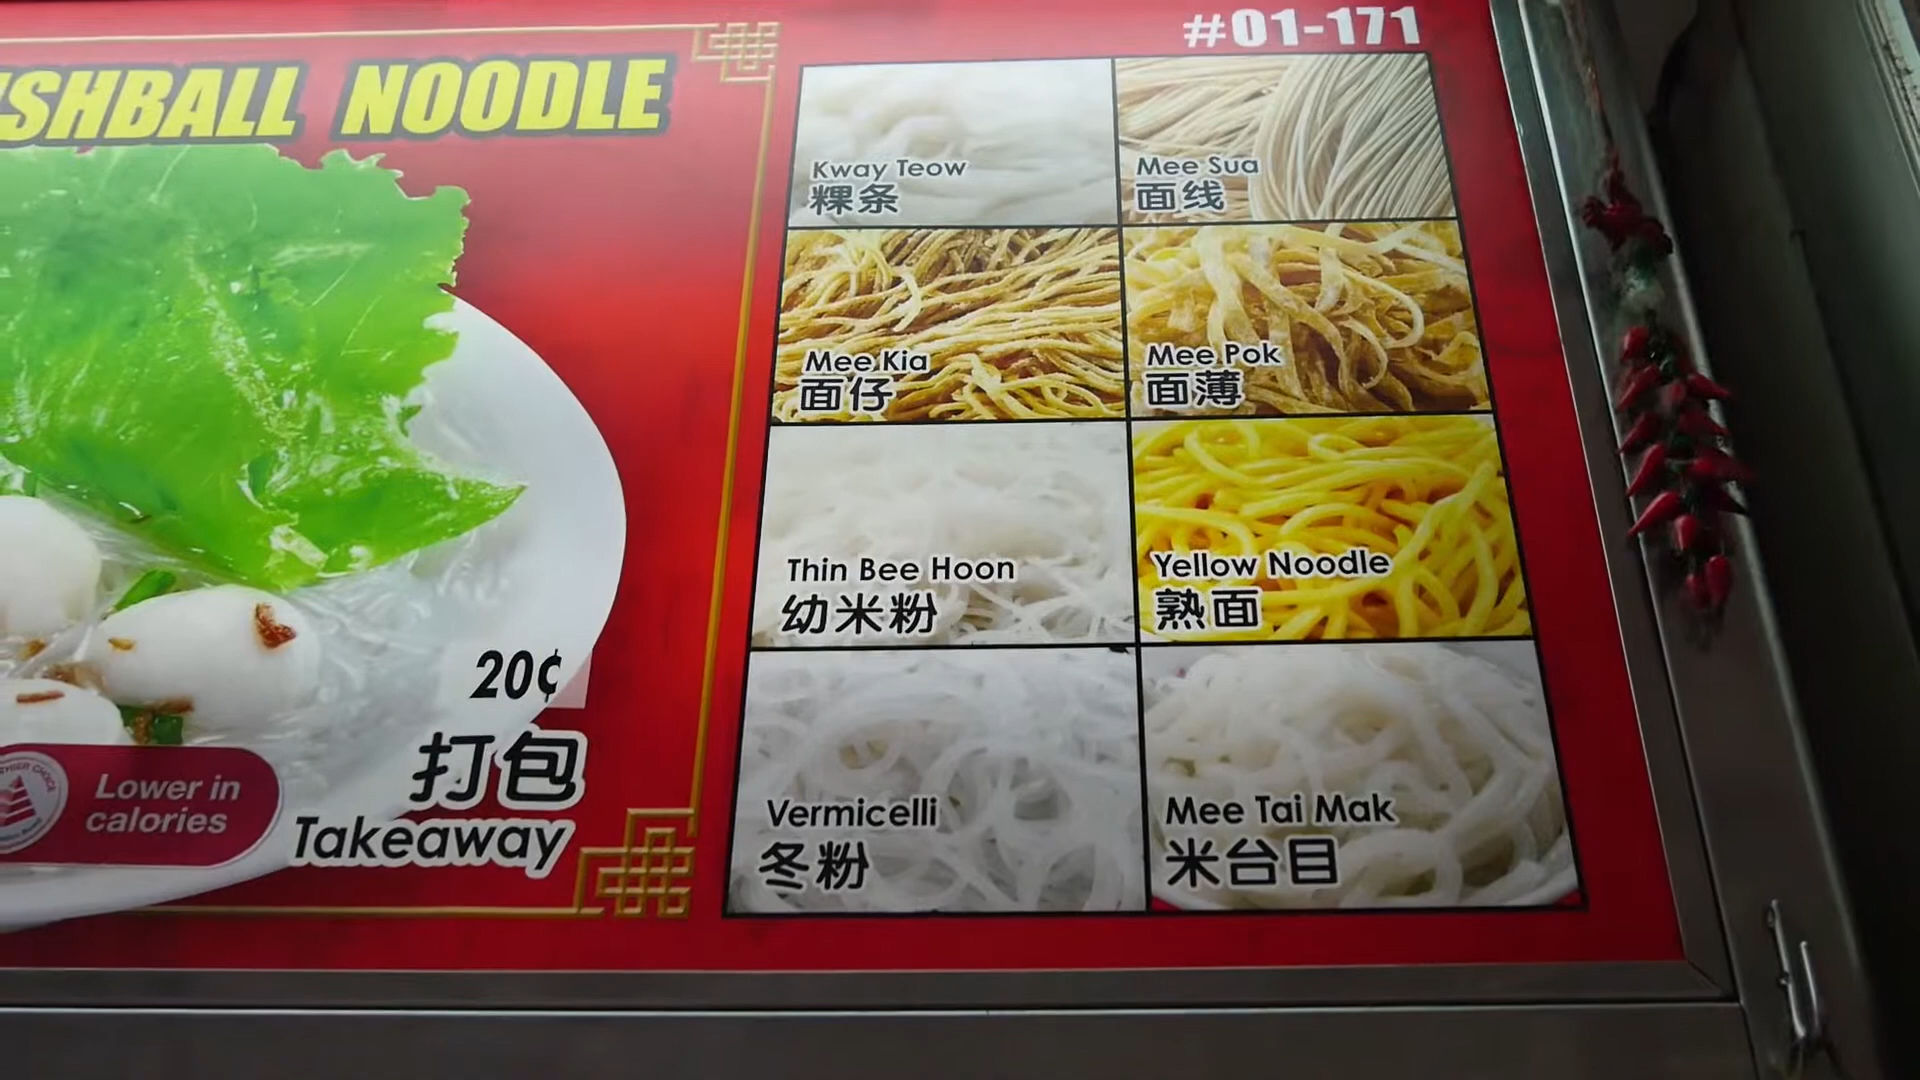 #01-171
SHBALL NOODLE
Kway Teow
粿条
Mee Sua
面线
Mee Kia
面仔
Mee Pok
面薄
Thin Bee Hoon
幼米粉
Yellow Noodle
熟面
Vermicelli
冬粉
Mee Tai Mak
米台目
20¢
打包
Takeaway
Lower in
calories